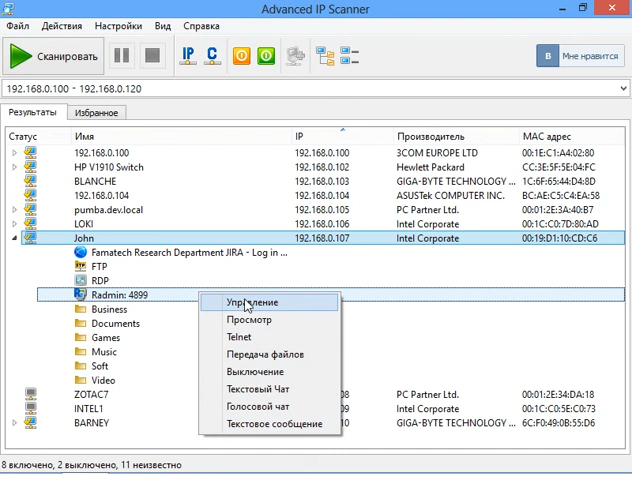 Advanced IP Scanner
Файл Действия Настройки Вид Справка
Сканировать IP C B Мне нравится
192.168.0.100 - 192.168.0.120
Результаты Избранное
Статус Имя IP Производитель MAC адрес
192.168.0.100 192.168.0.100 3COM EUROPE LTD 00:1E:C1:A4:02:80
HP V1910 Switch 192.168.0.102 Hewlett Packard CC:3E:5F:5E:04:FC
BLANCHE 192.168.0.103 GIGA-BYTE TECHNOLOGY ... 1C:6F:65:44:D4:8D
192.168.0.104 192.168.0.104 ASUSTek COMPUTER INC. BC:AE:C5:C4:EA:58
pumba.dev.local 192.168.0.105 PC Partner Ltd. 00:01:2E:3A:40:B7
LOKI 192.168.0.106 Intel Corporate 00:1C:C0:7D:80:AD
John 192.168.0.107 Intel Corporate 00:19:D1:10:CD:C6
Famatech Research Department JIRA - Log in ...
FTP
RDP
Radmin: 4899
Business
Documents
Games
Music
Soft
Video
Управление
Просмотр
Telnet
Передача файлов
Выключение
Текстовый Чат
Голосовой чат
Текстовое сообщение
ZOTAC7 08 PC Partner Ltd. 00:01:2E:34:DA:18
INTEL1 09 Intel Corporate 00:1C:C0:5E:C0:73
BARNEY GIGA-BYTE TECHNOLOGY ... 6C:F0:49:0B:55:D6
8 включено, 2 выключено, 11 неизвестно